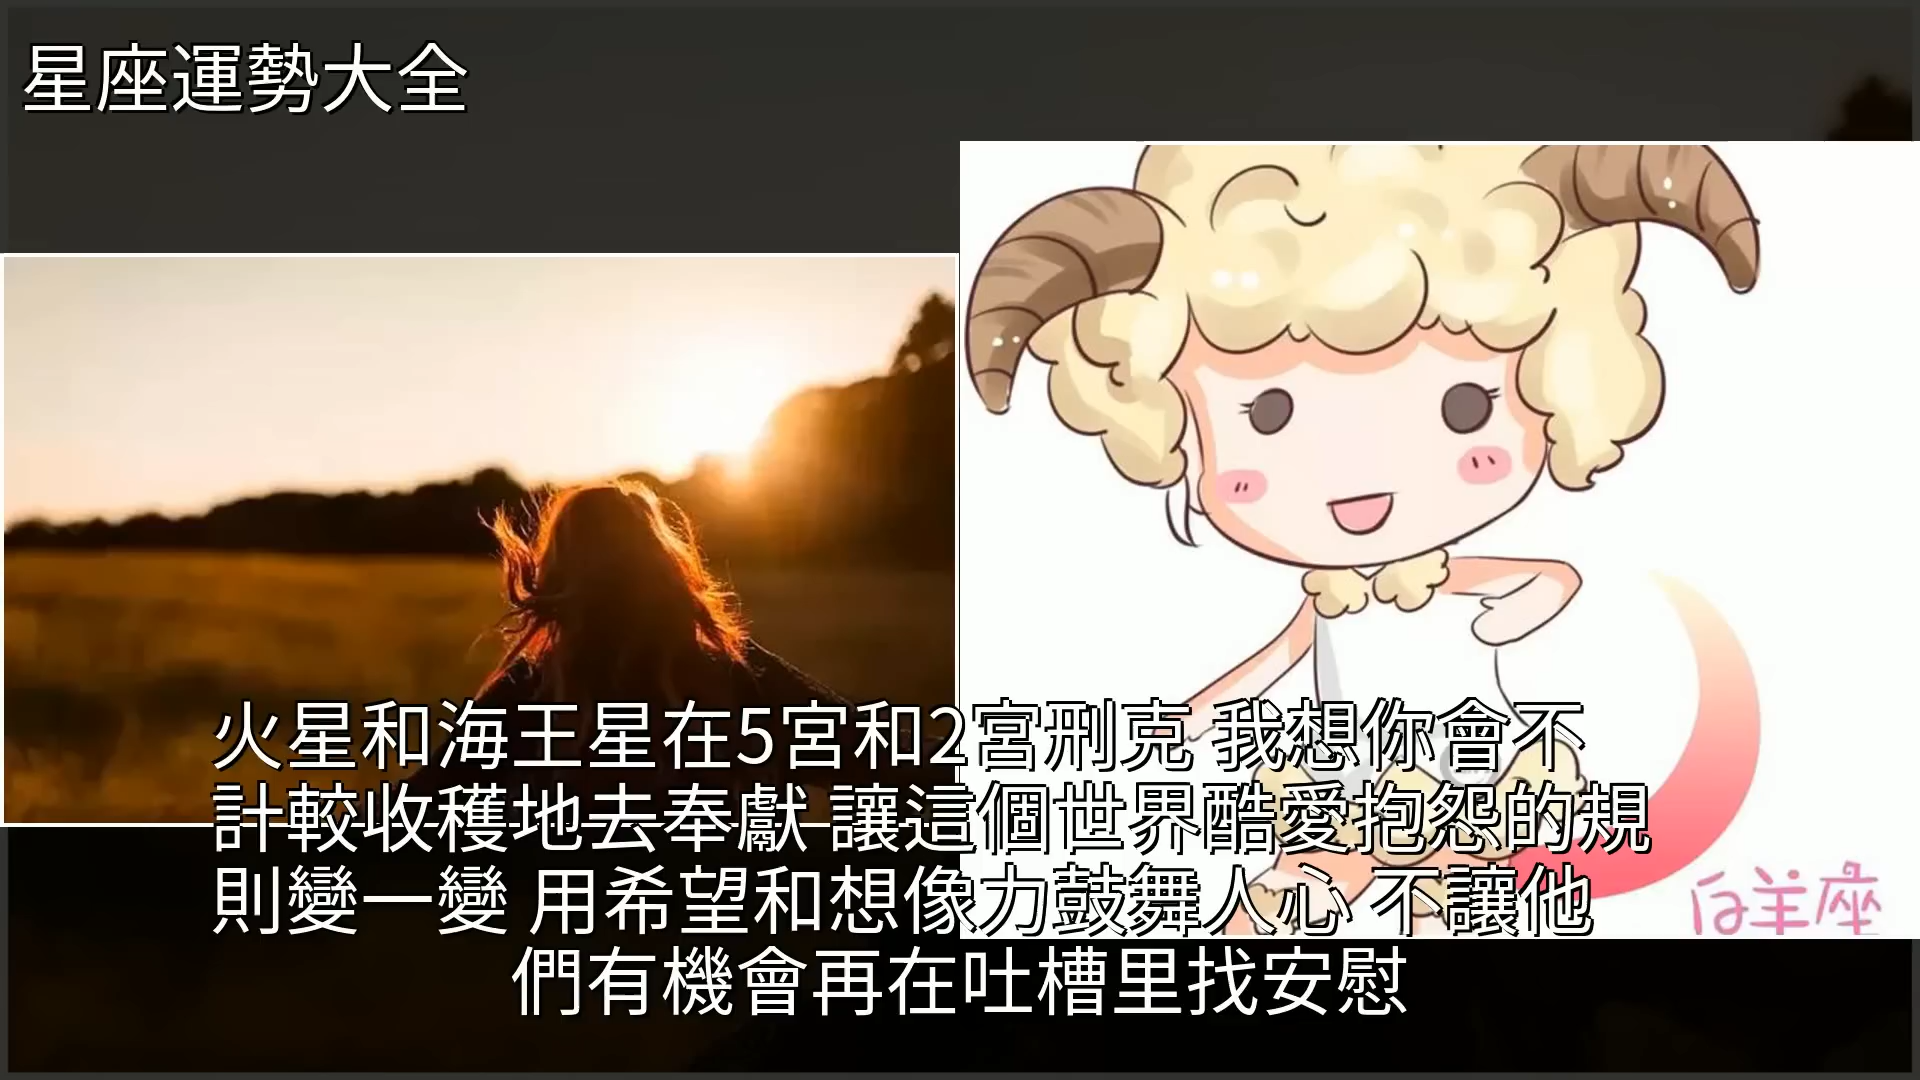 星座運勢大全
火星和海王星在5宮和2宮刑克 我想你會不
計較收穫地去奉獻 讓這個世界酷愛抱怨的規
則變一變 用希望和想像力鼓舞人心 不讓他
們有機會再在吐槽里找安慰
白羊座